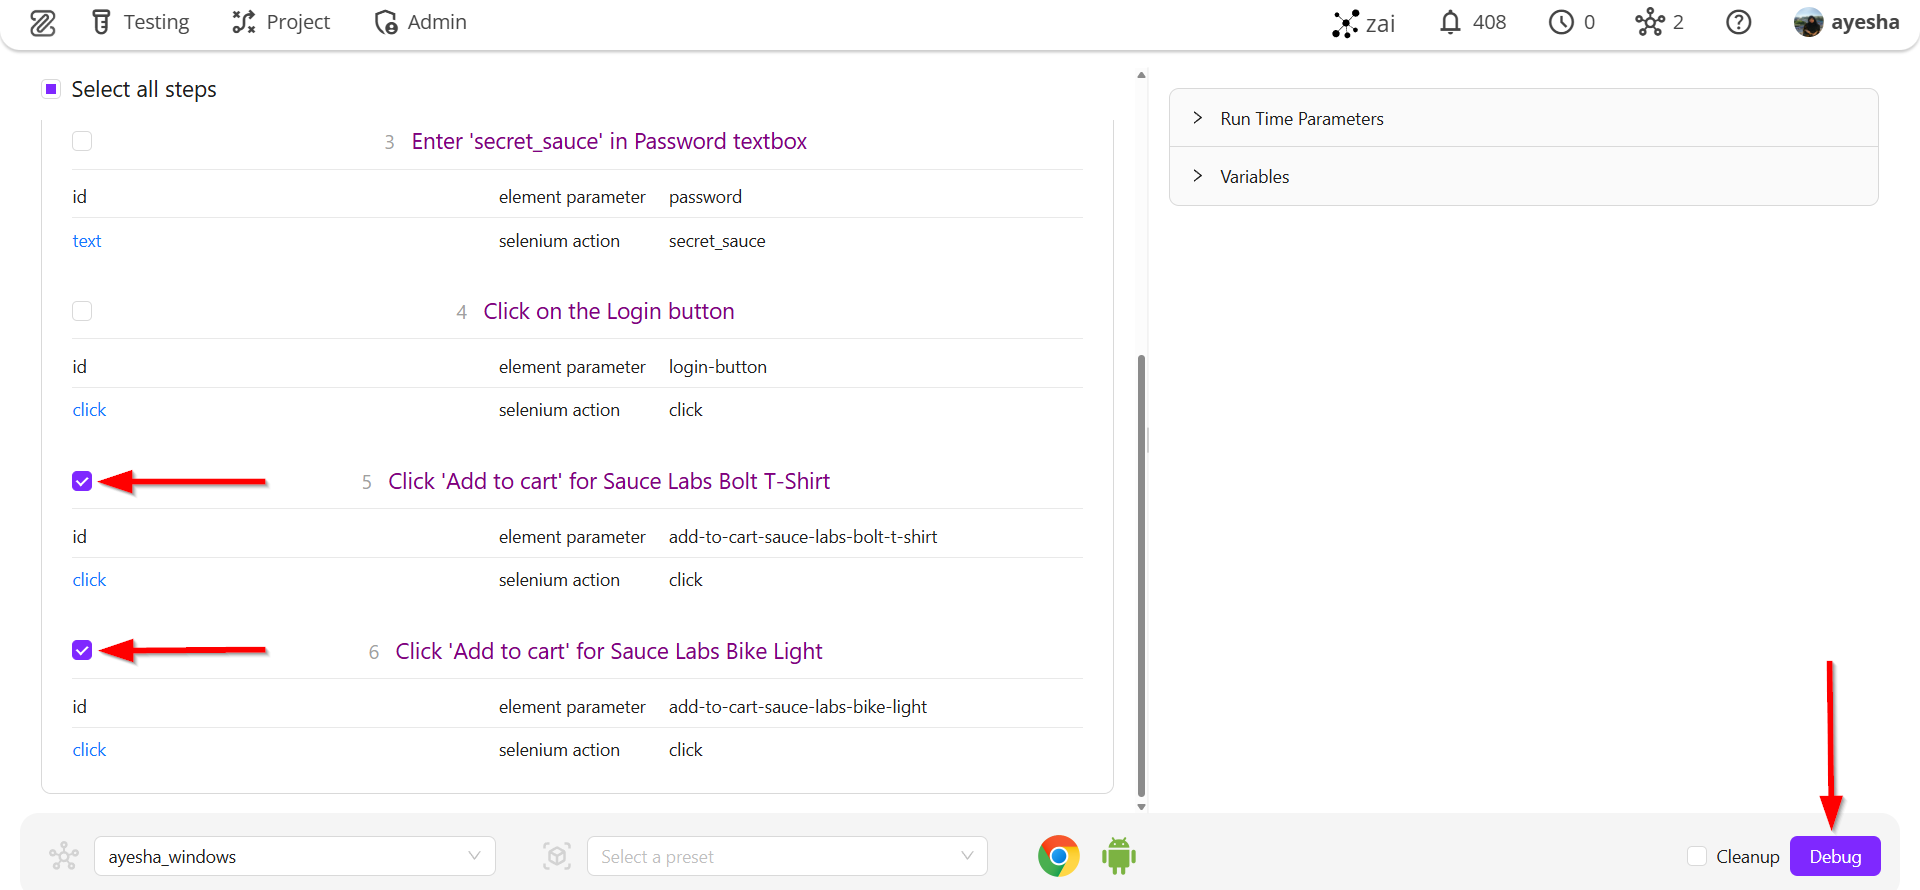 Testing Project Admin zai 408 0 2 ayesha
Select all steps
3 Enter 'secret_sauce' in Password textbox
id element parameter password
text selenium action secret_sauce
4 Click on the Login button
id element parameter login-button
click selenium action click
5 Click 'Add to cart' for Sauce Labs Bolt T-Shirt
id element parameter add-to-cart-sauce-labs-bolt-t-shirt
click selenium action click
6 Click 'Add to cart' for Sauce Labs Bike Light
id element parameter add-to-cart-sauce-labs-bike-light
click selenium action click
Run Time Parameters
Variables
ayesha_windows Select a preset Cleanup Debug